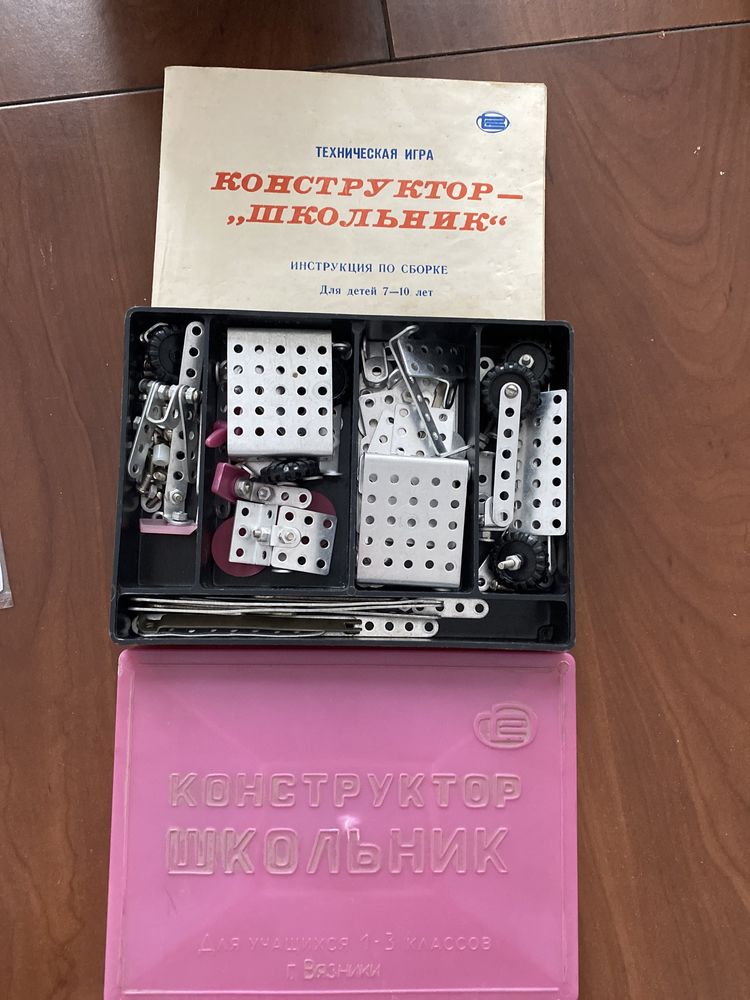 ТЕХНИЧЕСКАЯ ИГРА
КОНСТРУКТОР—
„ШКОЛЬНИК“
ИНСТРУКЦИЯ ПО СБОРКЕ
Для детей 7—10 лет
КОНСТРУКТОР
ШКОЛЬНИК
Для учащихся 1-3 классов
г. Вязники